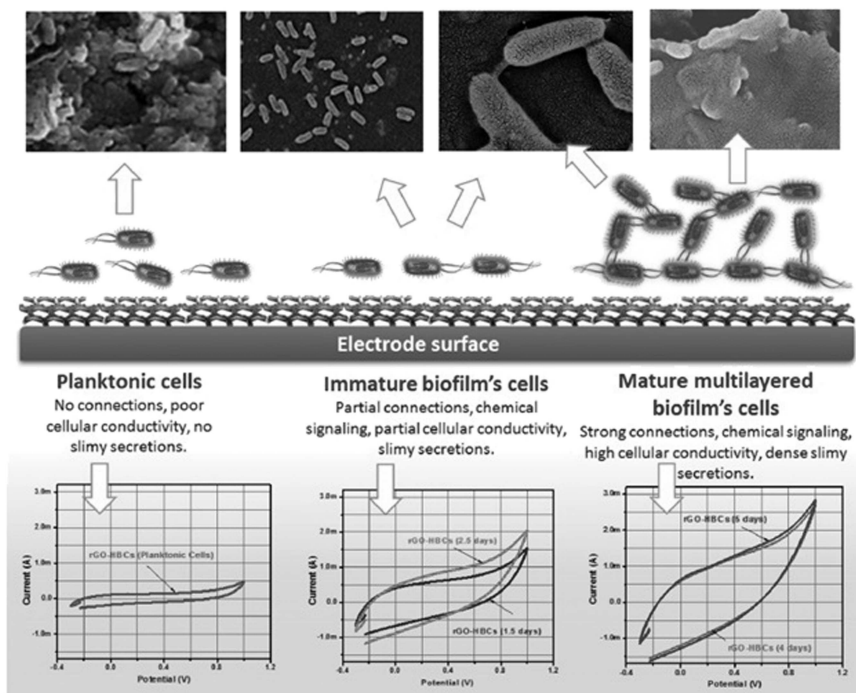 Electrode surface
Planktonic cells
No connections, poor
cellular conductivity, no
slimy secretions.
Immature biofilm's cells
Partial connections, chemical
signaling, partial cellular conductivity,
slimy secretions.
Mature multilayered
biofilm's cells
Strong connections, chemical signaling,
high cellular conductivity, dense slimy
secretions.
3.0m
2.0m
1.0m
0.0
-1.0m
Current (A)
rGO-HBCs (Planktonic Cells)
-0.4 0.0 0.4 0.8 1.2
Potential (V)
3.0m
2.0m
1.0m
0.0
-1.0m
Current (A)
rGO-HBCs (2.5 days)
rGO-HBCs (1.5 days)
-0.4 0.0 0.4 0.8 1.2
Potential (V)
3.0m
2.0m
1.0m
0.0
-1.0m
Current (A)
rGO-HBCs (5 days)
rGO-HBCs (4 days)
-0.4 0.0 0.4 0.8 1.2
Potential (V)